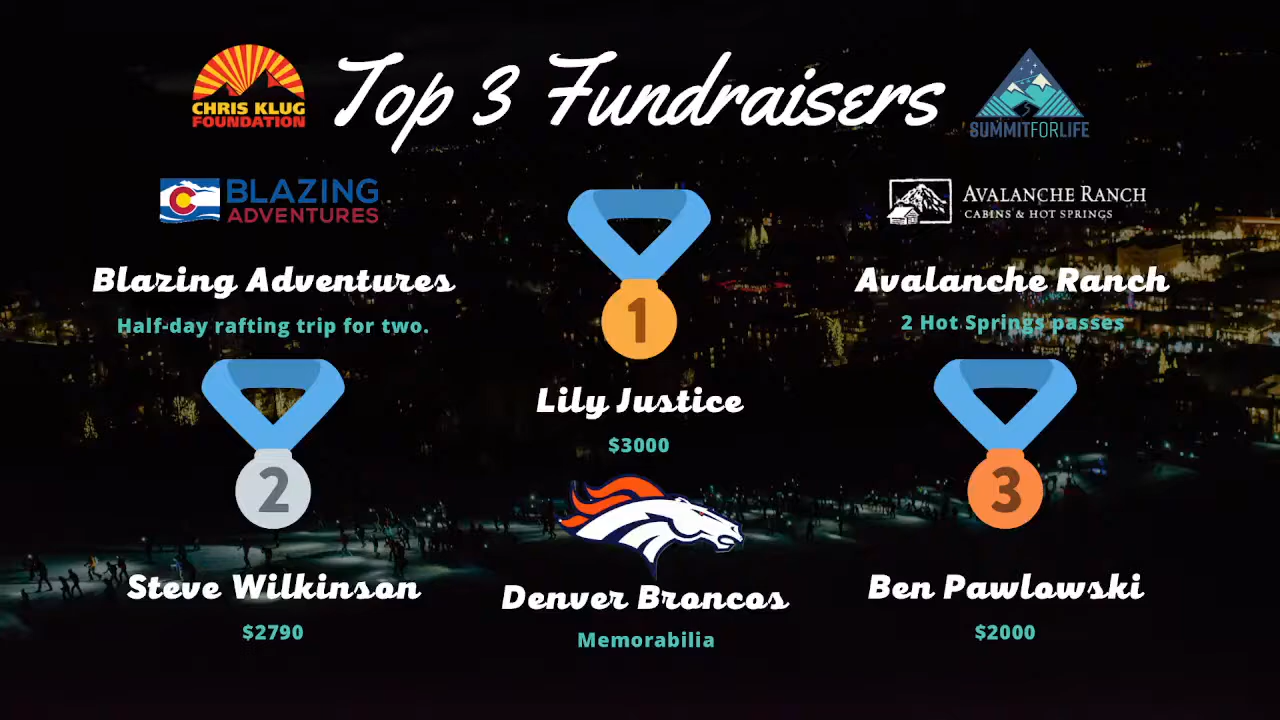 CHRIS KLUG
FOUNDATION
Top 3 Fundraisers
SUMMITFORLIFE
BLAZING
ADVENTURES
Blazing Adventures
Half-day rafting trip for two.
2
Steve Wilkinson
$2790
1
Lily Justice
$3000
Denver Broncos
Memorabilia
AVALANCHE RANCH
CABINS & HOT SPRINGS
Avalanche Ranch
2 Hot Springs passes
3
Ben Pawlowski
$2000